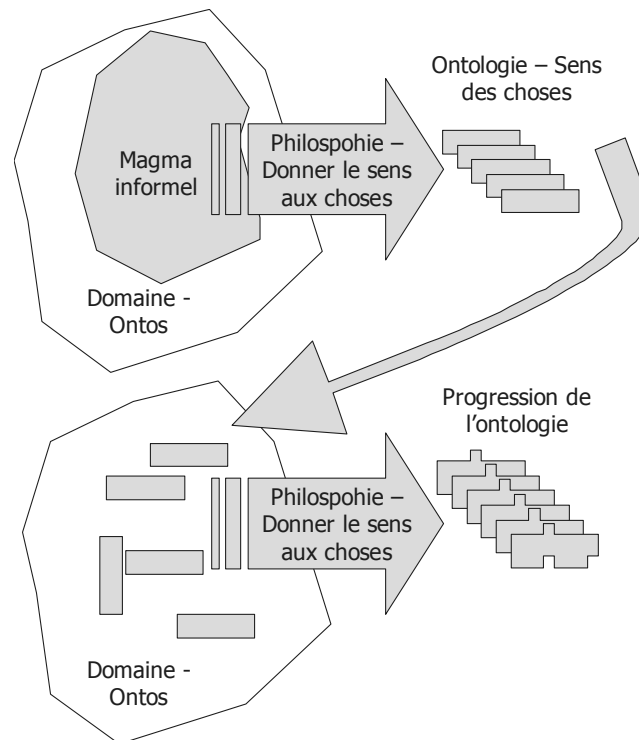 Ontologie – Sens
des choses
Magma
informel
Philospohie –
Donner le sens
aux choses
Domaine -
Ontos
Progression de
l'ontologie
Philospohie –
Donner le sens
aux choses
Domaine -
Ontos